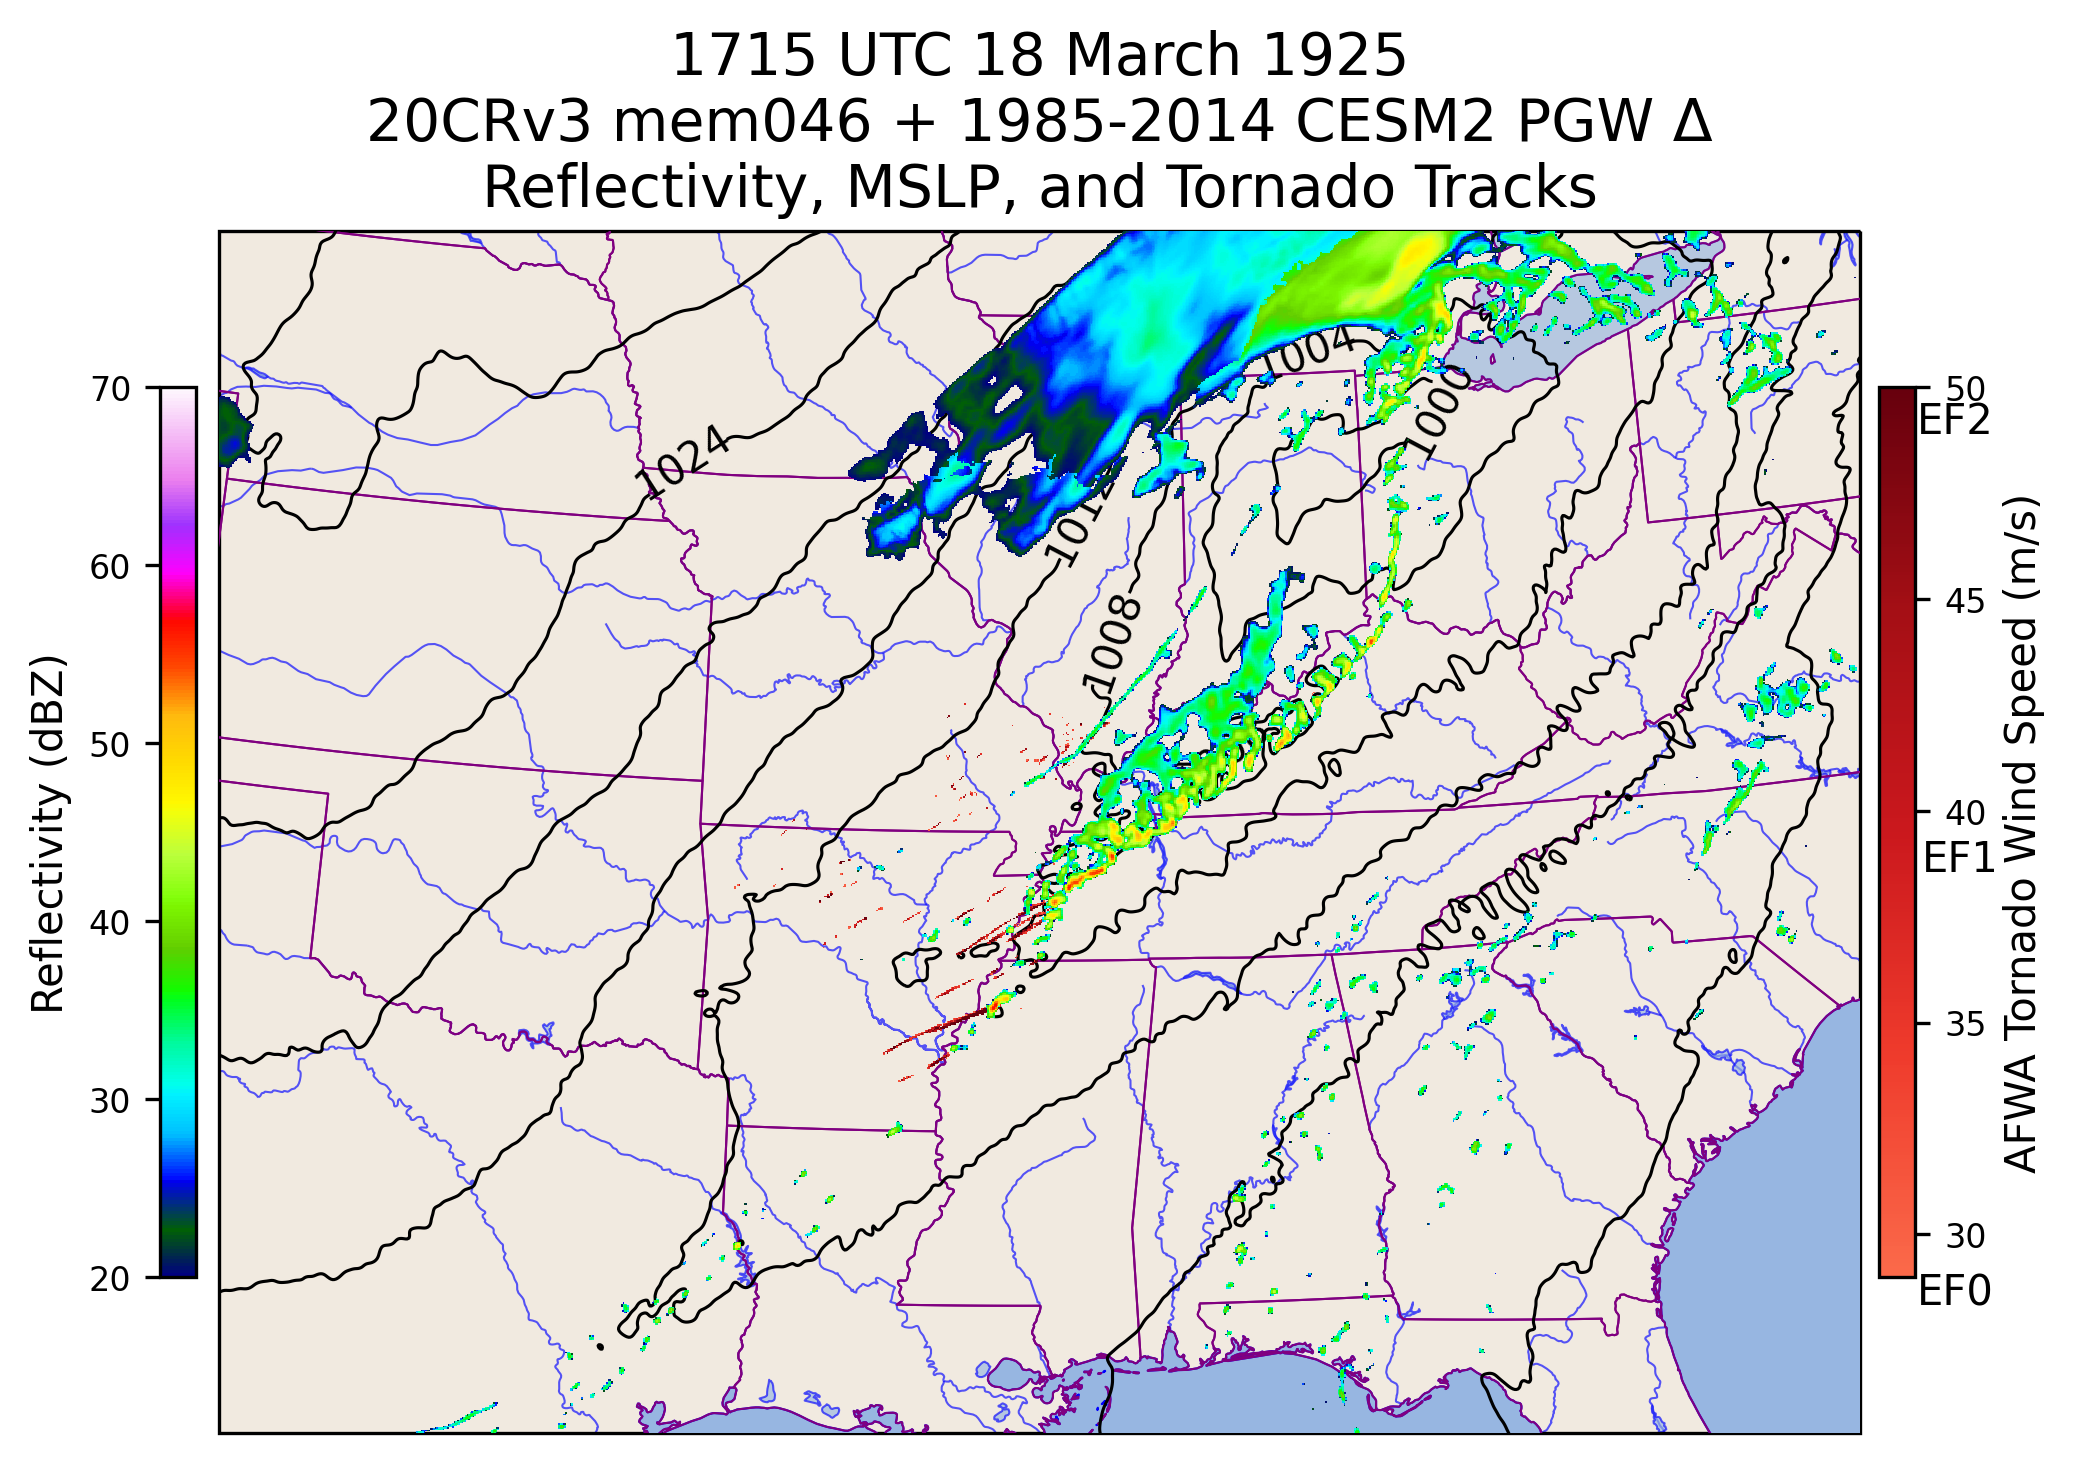 1715 UTC 18 March 1925
20CRv3 mem046 + 1985-2014 CESM2 PGW Δ
Reflectivity, MSLP, and Tornado Tracks
70
60
50
40
30
20
Reflectivity (dBZ)
1004
1000
1024
1012
1008
50
EF2
45
40
EF1
35
30
EF0
AFWA Tornado Wind Speed (m/s)